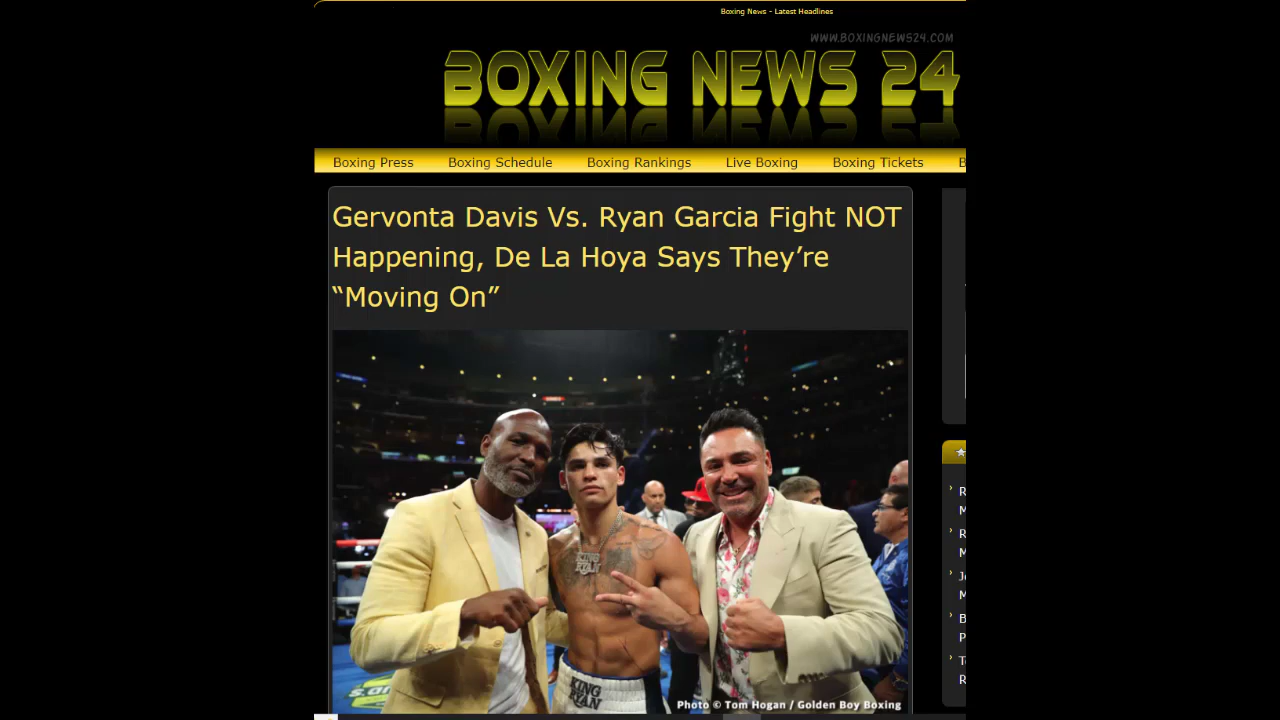 Boxing News - Latest Headlines
WWW.BOXINGNEWS24.COM
BOXING NEWS 24
Boxing Press Boxing Schedule Boxing Rankings Live Boxing Boxing Tickets B
Gervonta Davis Vs. Ryan Garcia Fight NOT
Happening, De La Hoya Says They’re
“Moving On”
KING
RYAN
KING
RYAN
Photo © Tom Hogan / Golden Boy Boxing
R
M
R
M
J
M
B
P
T
R